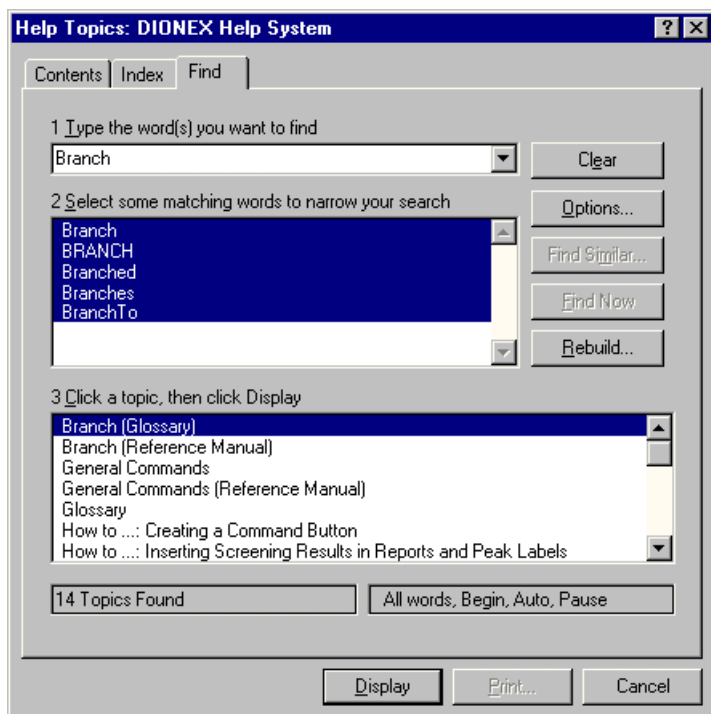 Help Topics: DIONEX Help System
Contents Index Find
1 Type the word(s) you want to find
Branch Clear
2 Select some matching words to narrow your search
Options...
Branch
BRANCH
Branched
Branches
BranchTo
Find Similar...
Find Now
Rebuild...
3 Click a topic, then click Display
Branch (Glossary)
Branch (Reference Manual)
General Commands
General Commands (Reference Manual)
Glossary
How to ...: Creating a Command Button
How to ...: Inserting Screening Results in Reports and Peak Labels
14 Topics Found All words, Begin, Auto, Pause
Display Print... Cancel